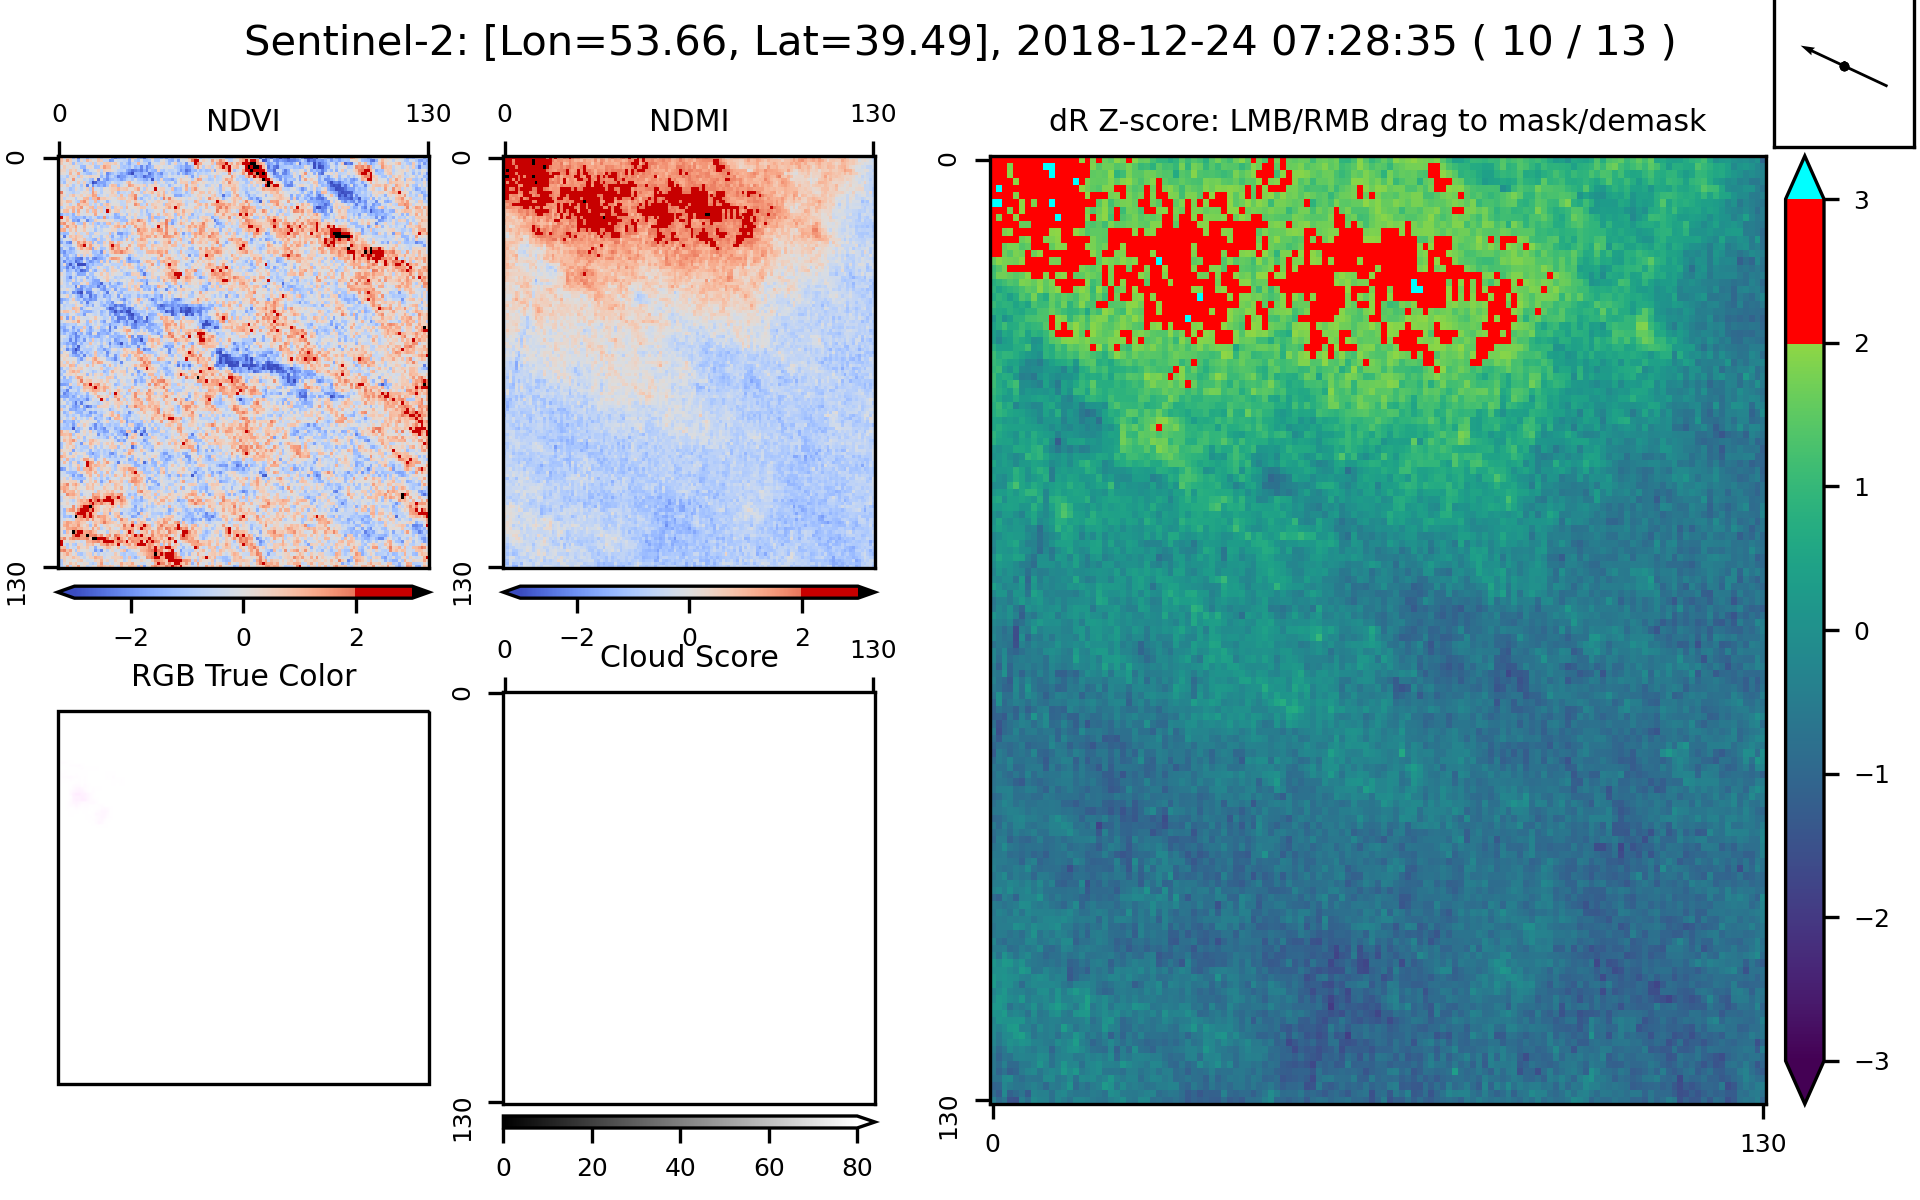 Sentinel-2: [Lon=53.66, Lat=39.49], 2018-12-24 07:28:35 ( 10 / 13 )
0 NDVI 130
0
130
−2 0 2
0 NDMI 130
0
130
−2 0 2
dR Z-score: LMB/RMB drag to mask/demask
0
130
0 130
3
2
1
0
−1
−2
−3
RGB True Color
0 Cloud Score 130
0
130
0 20 40 60 80